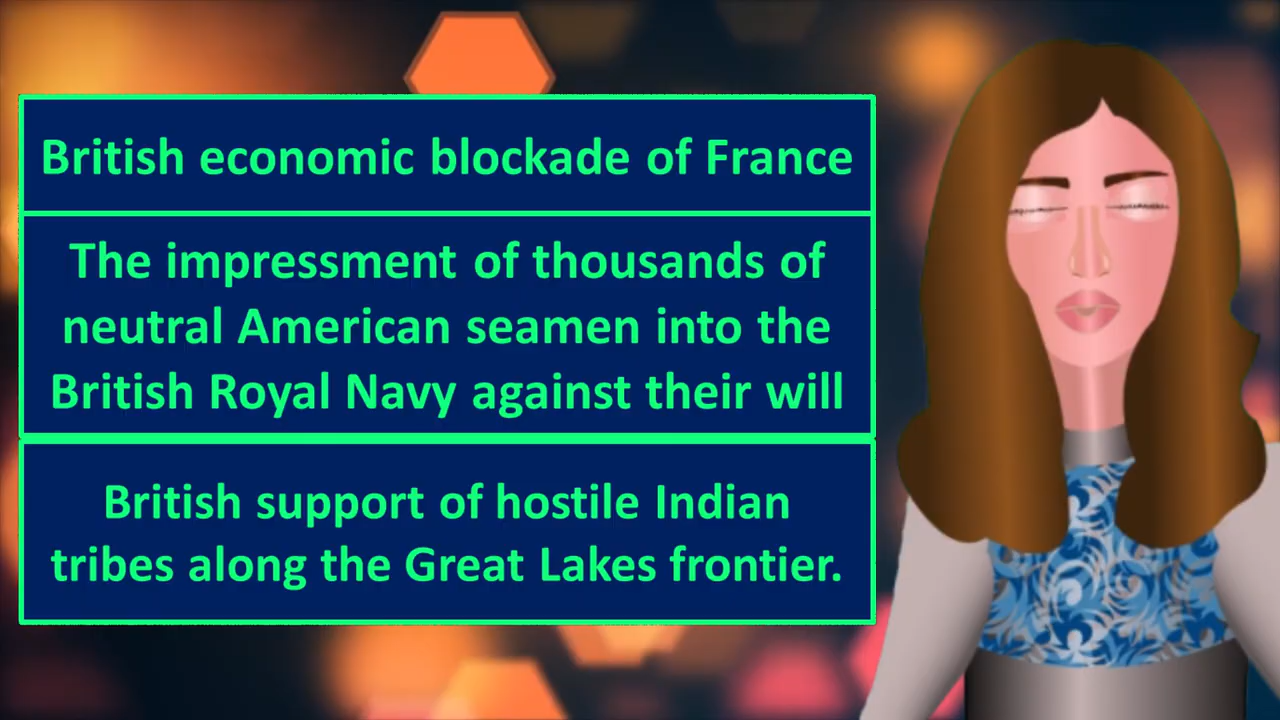 British economic blockade of France
The impressment of thousands of
neutral American seamen into the
British Royal Navy against their will
British support of hostile Indian
tribes along the Great Lakes frontier.